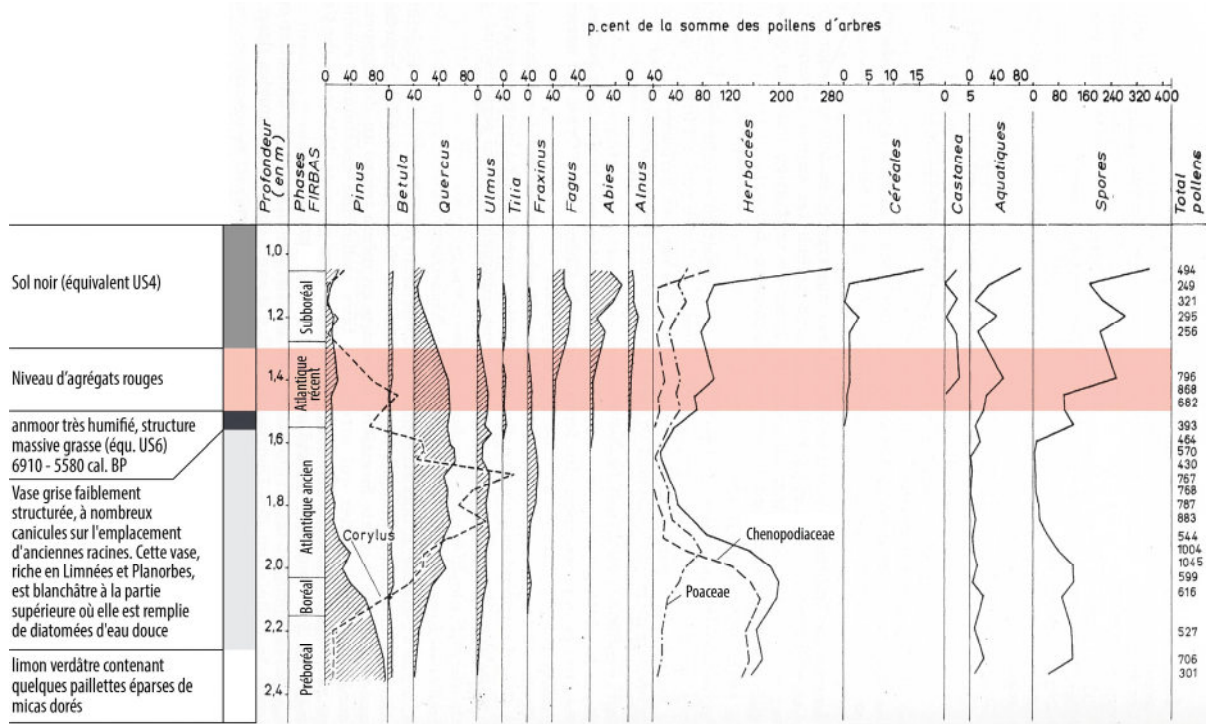 p.cent de la somme des pollens d'arbres
0 40 80 0 0 40 80 0 0 0 40 0 0 40 0 5 10 15 0 40 80 0 80 160 240 320 400
0 40 0 40 0 40 0 40 0 40 80 120 200 280 0 5
Profondeur (en m)
Phases FIRBAS
Pinus
Betula
Quercus
Ulmus
Tilia
Fraxinus
Fagus
Abies
Alnus
Herbacées
Céréales
Castanea
Aquatiques
Spores
Total pollens
Sol noir (équivalent US4)
Niveau d'agrégats rouges
anmoor très humifié, structure
massive grasse (équ. US6)
6910 - 5580 cal. BP
Vase grise faiblement
structurée, à nombreux
canicules sur l'emplacement
d'anciennes racines. Cette vase,
riche en Limnées et Planorbes,
est blanchâtre à la partie
supérieure où elle est remplie
de diatomées d'eau douce
limon verdâtre contenant
quelques paillettes éparses de
micas dorés
1,0
1,2
1,4
1,6
1,8
2.0
2,2
2,4
Subboréal
Atlantique récent
Atlantique ancien
Boréal
Préboréal
Corylus
Chenopodiaceae
Poaceae
494
249
321
295
256
796
868
682
393
464
570
430
767
768
787
883
544
1004
1045
599
616
527
706
301